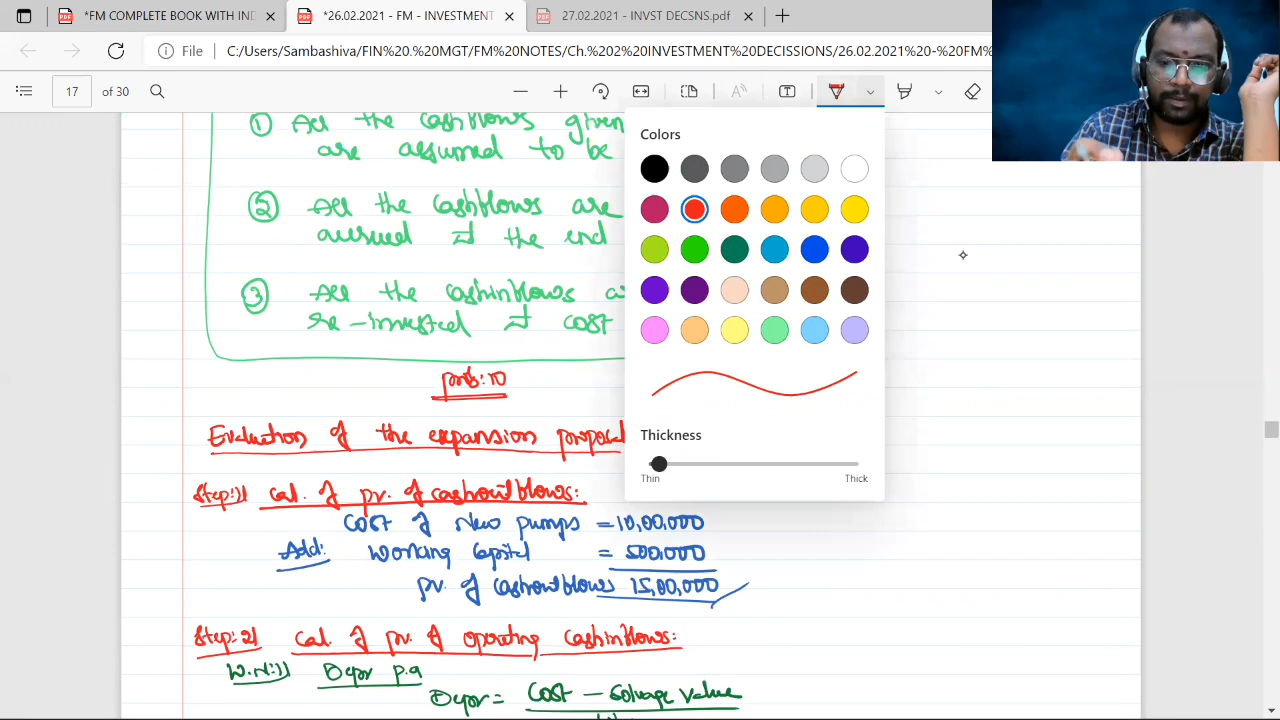 *FM COMPLETE BOOK WITH IND
*26.02.2021 - FM - INVESTMENT
27.02.2021 - INVST DECSNS.pdf
File
C:/Users/Sambashiva/FIN%20.%20MGT/FM%20NOTES/Ch.%202%20INVESTMENT%20DECISSIONS/26.02.2021%20-%20FM%
17 of 30
① All the cashflows given
are assumed to be
② All the cashflows are
accrued at the end
③ All the cashinflows a
re-invested at cost
prob:10
Evaluation of the expansion proposal
Step:1) Cal. of pv. of cashoutflows:
Cost of New pumps = 10,00,000
Add: Working Capital = 500,000
pv. of cashoutflows 15,00,000
Step:2) Cal. of pv. of operating cashinflows:
W.N:1) Depr p.a
Depr = Cost - Salvage value
Colors
Thickness
Thin Thick